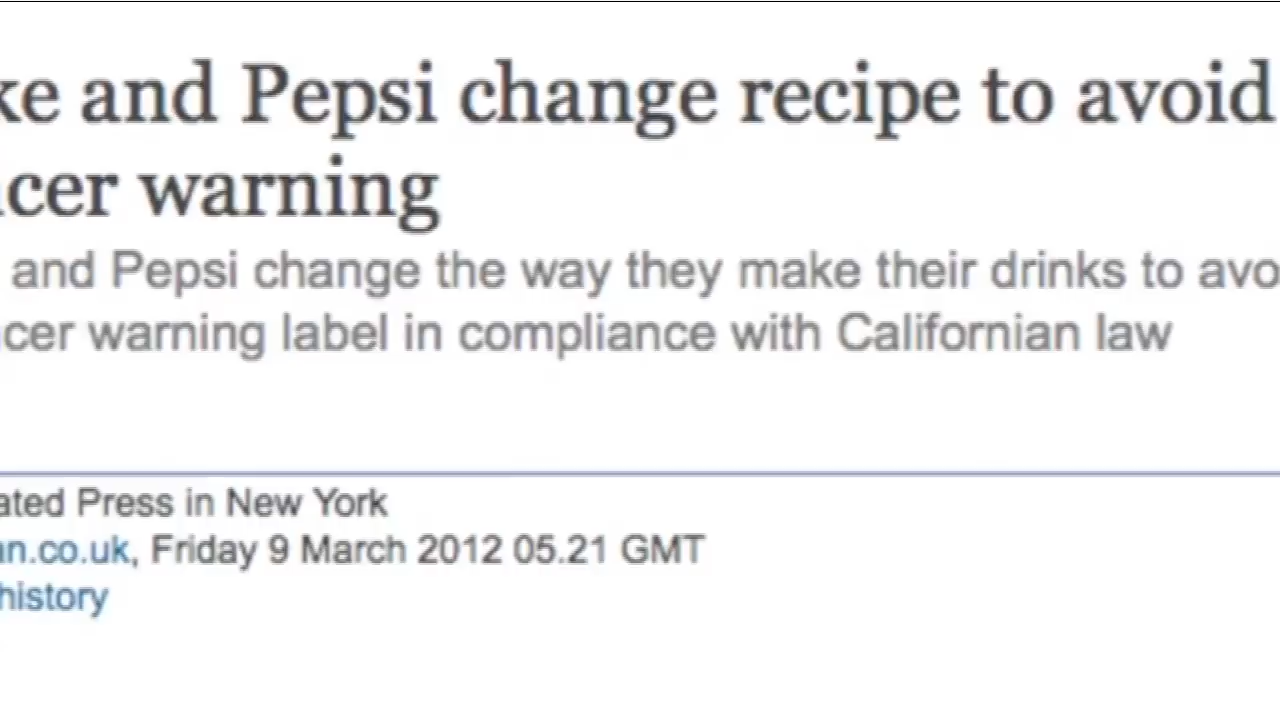 ke and Pepsi change recipe to avoid
ncer warning
and Pepsi change the way they make their drinks to avo
ncer warning label in compliance with Californian law
ated Press in New York
an.co.uk, Friday 9 March 2012 05.21 GMT
history